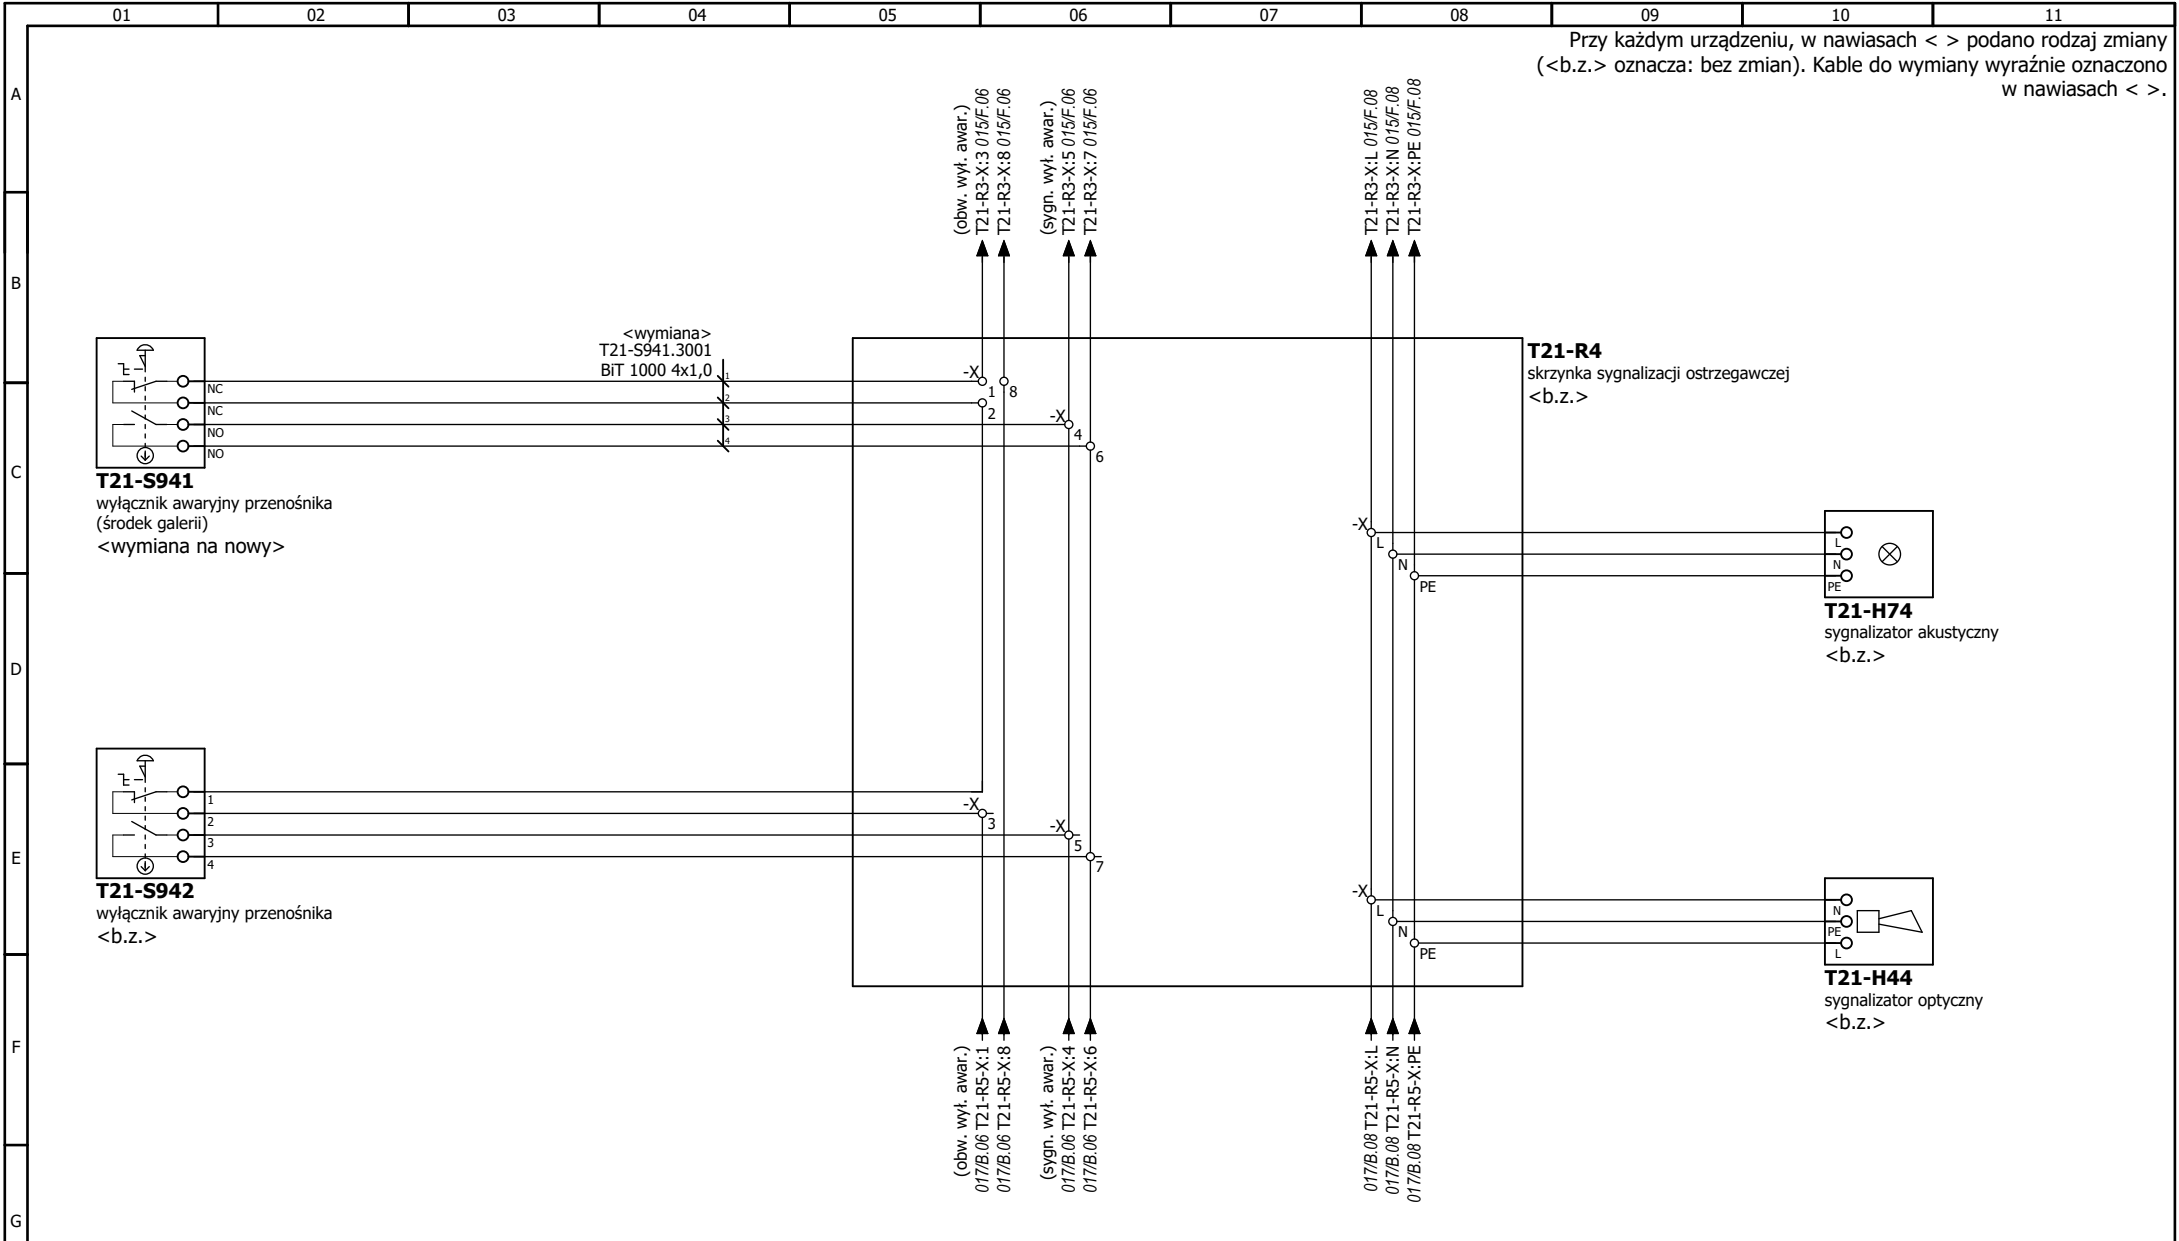 01 02 03 04 05 06 07 08 09 10 11
Przy każdym urządzeniu, w nawiasach < > podano rodzaj zmiany
(<b.z.> oznacza: bez zmian). Kable do wymiany wyraźnie oznaczono
w nawiasach < >.
A
(obw. wył. awar.)
T21-R3-X:3 015/F.06
T21-R3-X:8 015/F.06
(sygn. wył. awar.)
T21-R3-X:5 015/F.06
T21-R3-X:7 015/F.06
T21-R3-X:L 015/F.08
T21-R3-X:N 015/F.08
T21-R3-X:PE 015/F.08
B
<wymiana>
T21-S941.3001
BiT 1000 4x1,0
1
2
3
4
NC
NC
NO
NO
T21-S941
wyłącznik awaryjny przenośnika
(środek galerii)
<wymiana na nowy>
-X
1 8
2
-X
4
6
T21-R4
skrzynka sygnalizacji ostrzegawczej
<b.z.>
C
-X
L
N
PE
L
N
PE
T21-H74
sygnalizator akustyczny
<b.z.>
D
1
2
3
4
T21-S942
wyłącznik awaryjny przenośnika
<b.z.>
-X
3
-X
5
7
E
-X
L
N
PE
N
PE
L
T21-H44
sygnalizator optyczny
<b.z.>
F
(obw. wył. awar.)
017/B.06 T21-R5-X:1
017/B.06 T21-R5-X:8
(sygn. wył. awar.)
017/B.06 T21-R5-X:4
017/B.06 T21-R5-X:6
017/B.08 T21-R5-X:L
017/B.08 T21-R5-X:N
017/B.08 T21-R5-X:PE
G